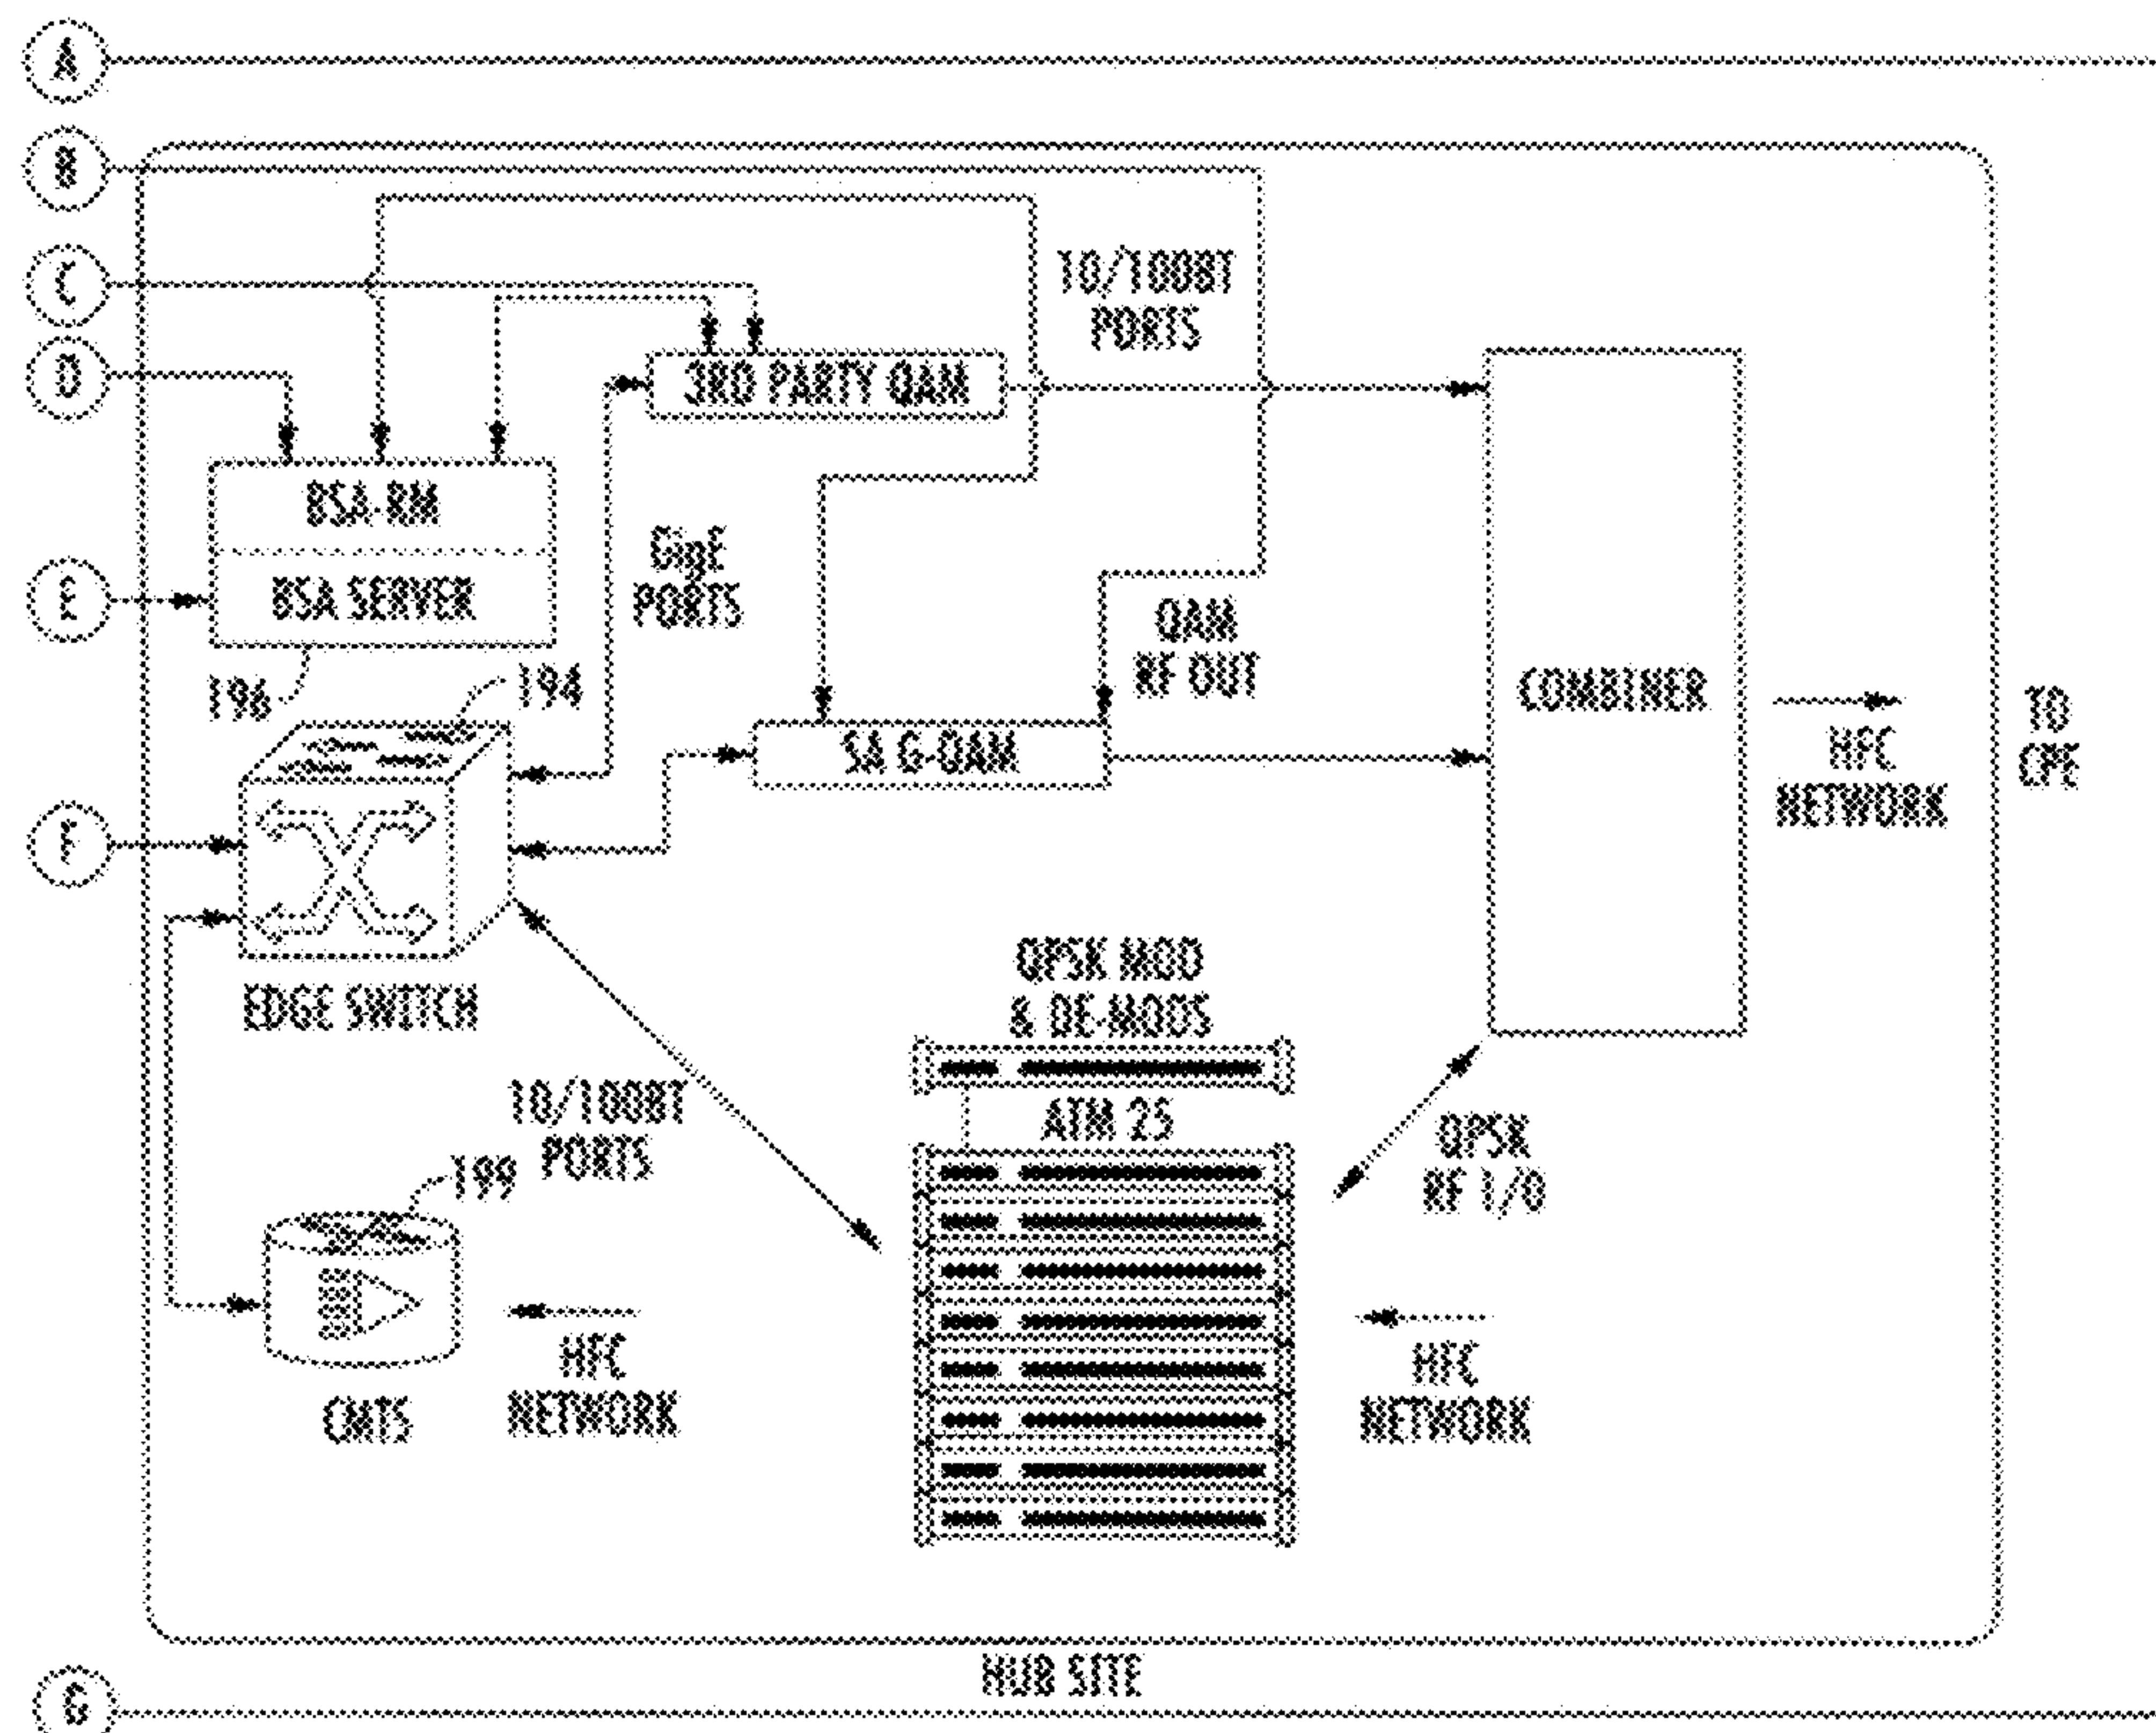 A
B
C
D
E
F
G
10/100BT
PORTS
3RD PARTY QAM
BSA-RM
BSA SERVER
196
194
GigE
PORTS
QAM
RF OUT
SA G-QAM
COMBINER
HFC
NETWORK
TO
CPE
EDGE SWITCH
QPSK MOD
& DE-MODS
ATM 25
10/100BT
PORTS
199
QPSK
RF I/O
CMTS
HFC
NETWORK
HFC
NETWORK
HUB SITE